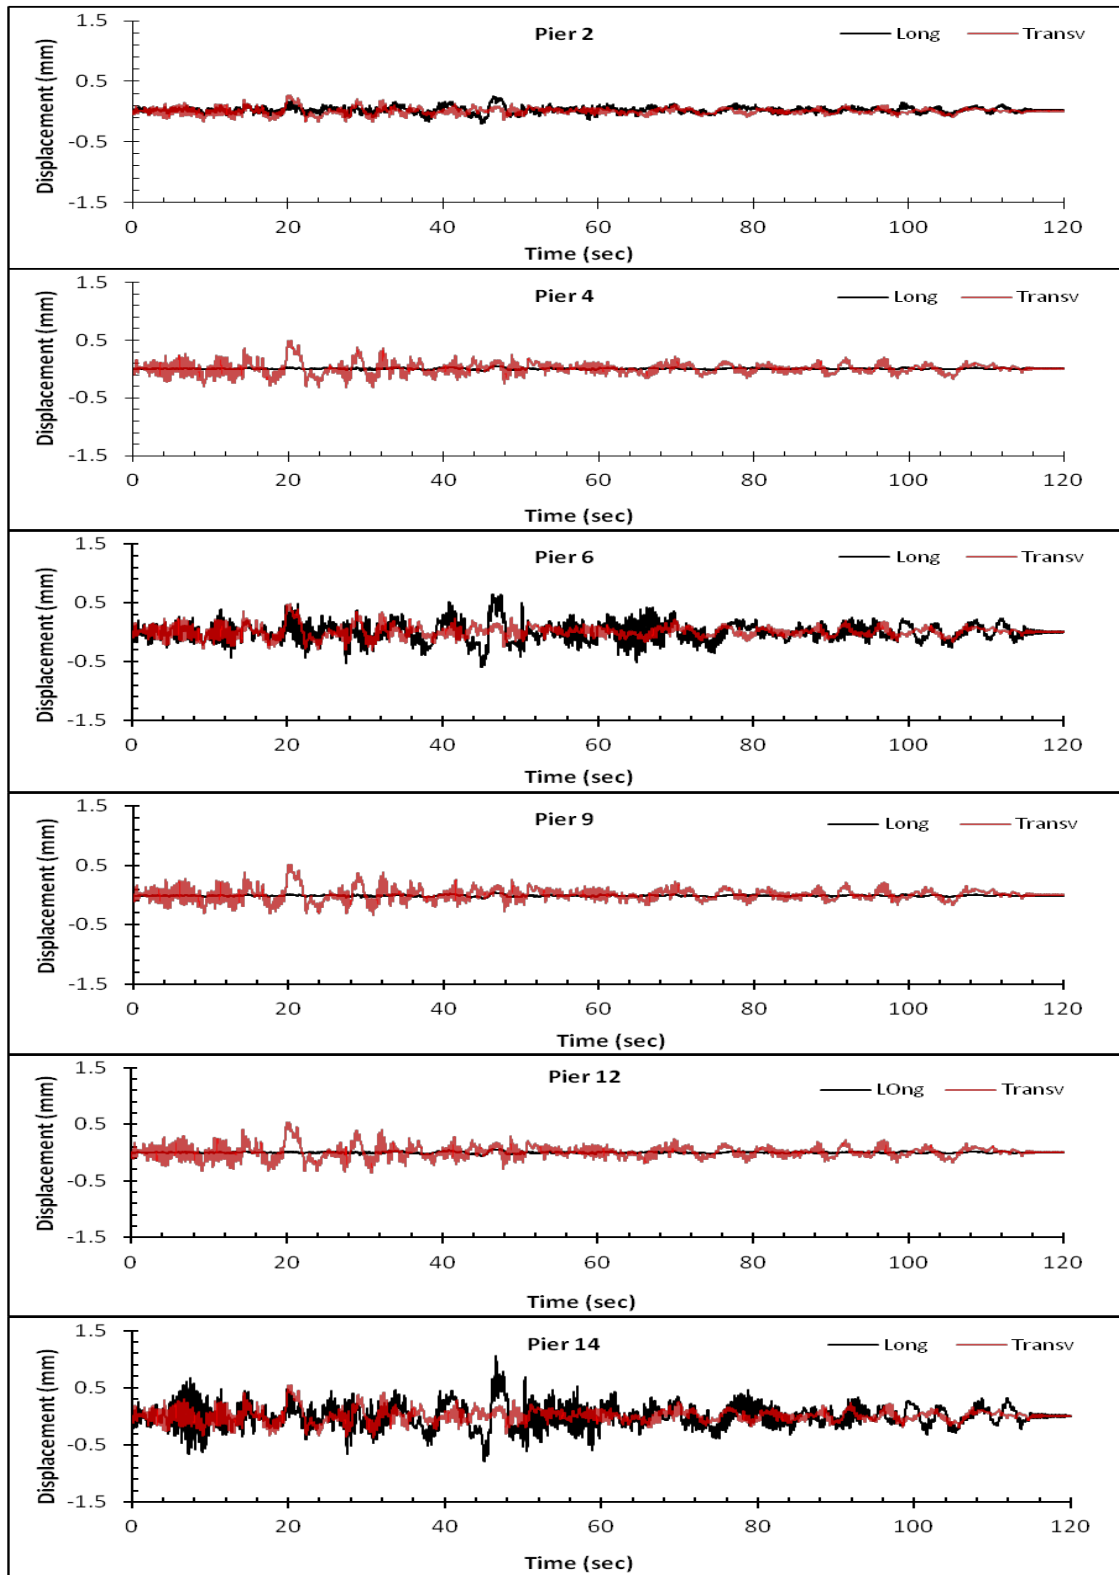 Pier 2
Long Transv
Displacement (mm)
1.5
0.5
-0.5
-1.5
0 20 40 60 80 100 120
Time (sec)
Pier 4
Long Transv
Displacement (mm)
1.5
0.5
-0.5
-1.5
0 20 40 60 80 100 120
Time (sec)
Pier 6
Long Transv
Displacement (mm)
1.5
0.5
-0.5
-1.5
0 20 40 60 80 100 120
Time (sec)
Pier 9
Long Transv
Displacement (mm)
1.5
0.5
-0.5
-1.5
0 20 40 60 80 100 120
Time (sec)
Pier 12
LOng Transv
Displacement (mm)
1.5
0.5
-0.5
-1.5
0 20 40 60 80 100 120
Time (sec)
Pier 14
Long Transv
Displacement (mm)
1.5
0.5
-0.5
-1.5
0 20 40 60 80 100 120
Time (sec)